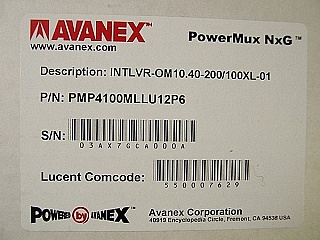 AVANEX
PowerMux NxG™
www.avanex.com
Description: INTLVR-OM10.40-200/100XL-01
P/N: PMP4100MLLU12P6
S/N:
03AX7GCA000A
Lucent Comcode:
550007629
POWERED by AVANEX
Avanex Corporation
40919 Encyclopedia Circle, Fremont, CA 94538 USA